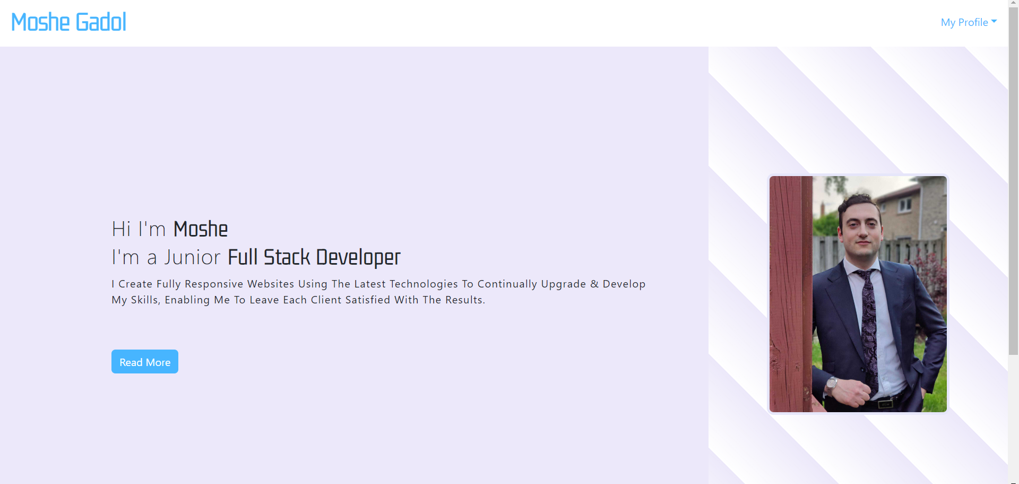 Moshe Gadol
My Profile
Hi I'm Moshe
I'm a Junior Full Stack Developer
I Create Fully Responsive Websites Using The Latest Technologies To Continually Upgrade & Develop
My Skills, Enabling Me To Leave Each Client Satisfied With The Results.
Read More